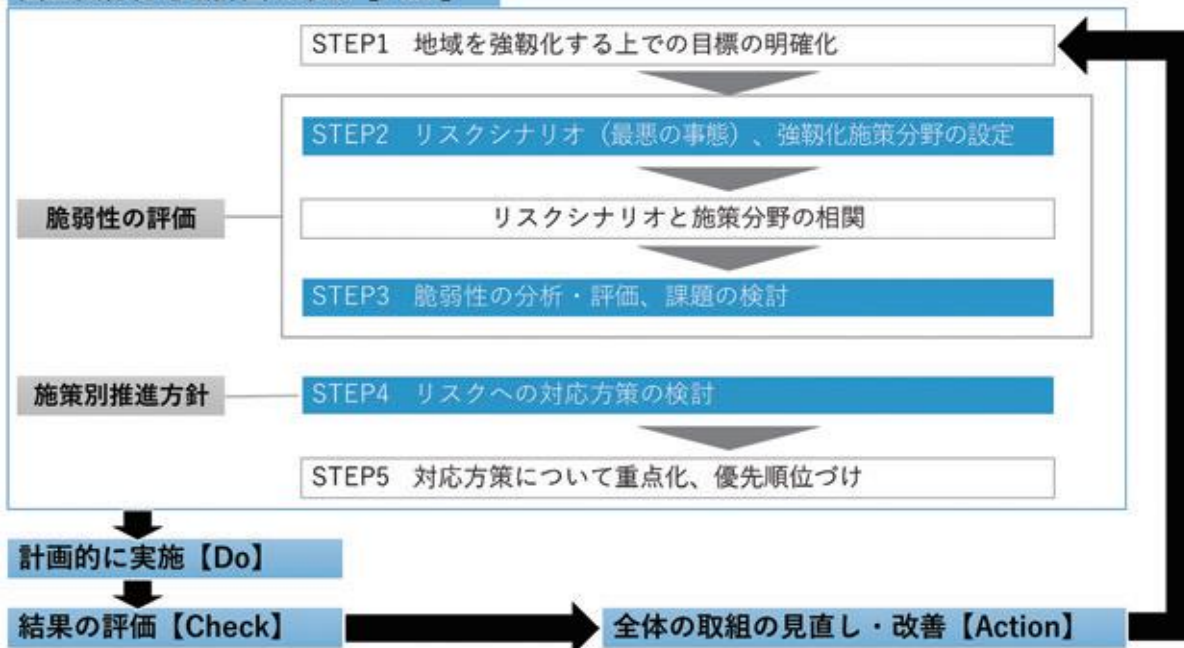 STEP1　地域を強靱化する上での目標の明確化
STEP2　リスクシナリオ（最悪の事態）、強靱化施策分野の設定
脆弱性の評価
リスクシナリオと施策分野の相関
STEP3　脆弱性の分析・評価、課題の検討
施策別推進方針
STEP4　リスクへの対応方策の検討
STEP5　対応方策について重点化、優先順位づけ
計画的に実施【Do】
結果の評価【Check】
全体の取組の見直し・改善【Action】